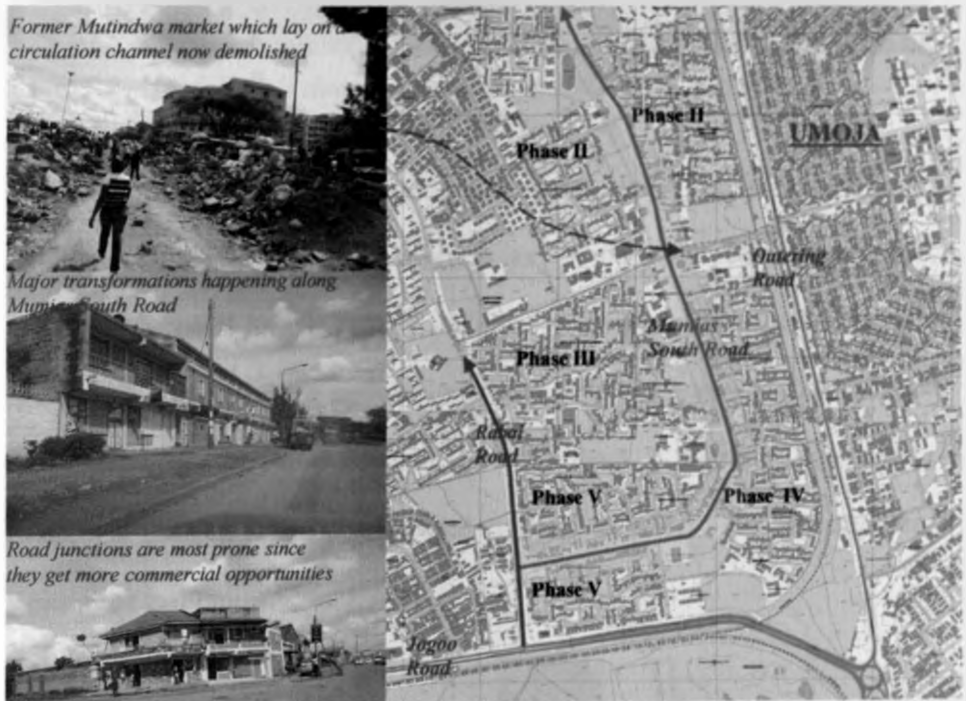 Former Mutindwa market which lay on a
circulation channel now demolished
Major transformations happening along
Mumias South Road
Road junctions are most prone since
they get more commercial opportunities
Phase II
Phase II
UMOJA
Outering
Road
Mumias
South Road
Phase III
Rabai
Road
Phase V
Phase IV
Phase V
Jogoo
Road